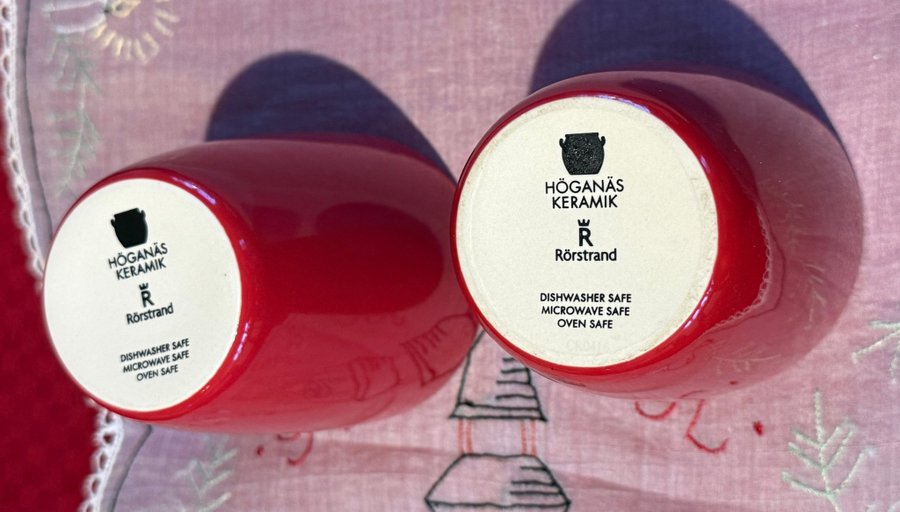 HÖGANÄS
KERAMIK
R
Rörstrand
DISHWASHER SAFE
MICROWAVE SAFE
OVEN SAFE
HÖGANÄS
KERAMIK
R
Rörstrand
DISHWASHER SAFE
MICROWAVE SAFE
OVEN SAFE